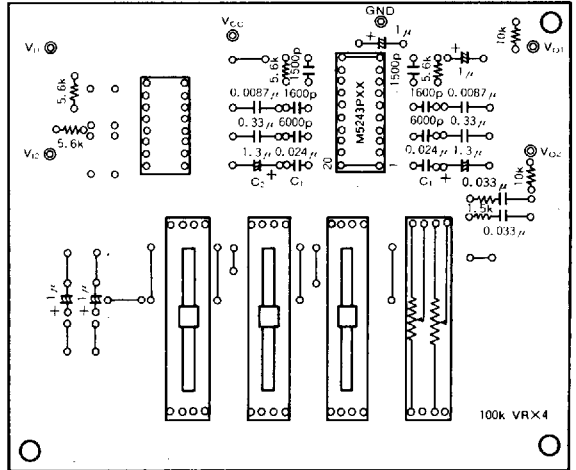 GND
VCC
VI1
VO1
10k
+ 1μ
5.6k
1500p
1500p
5.6k
+
1μ
5.6k
0.0087μ
1600p
M5243PXX
1600p
0.0087μ
0.33μ
6000p
6000p
0.33μ
5.6k
1.3μ
0.024μ
0.024μ
1.3μ
VI2
C2
+
C1
20
1
C1
+
VO2
10k
0.033μ
1.5k
0.033μ
+ 1μ
+ 1μ
100k VR×4